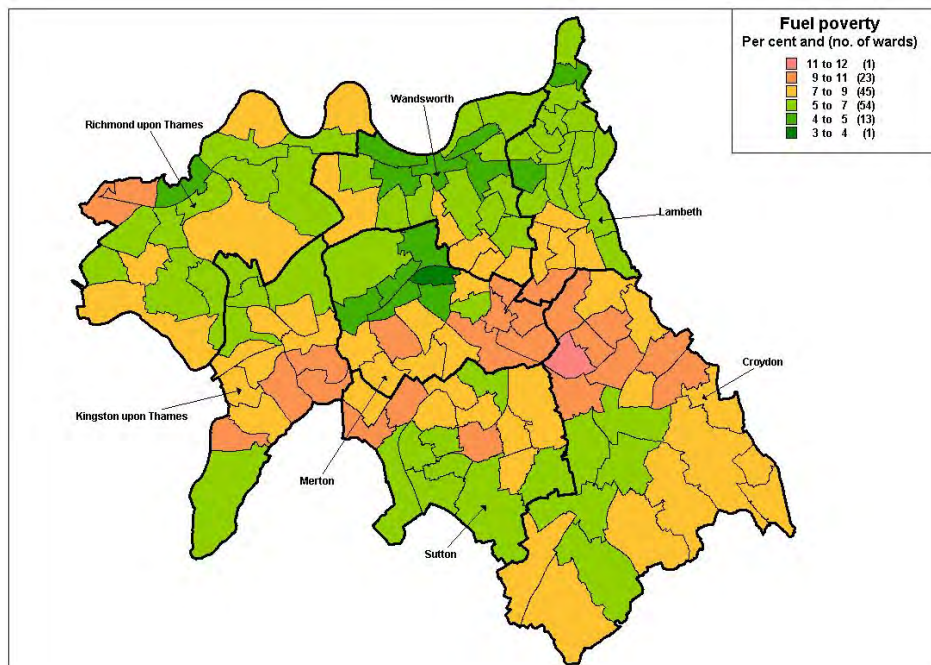 Fuel poverty
Per cent and (no. of wards)
11 to 12 (1)
9 to 11 (23)
7 to 9 (45)
5 to 7 (54)
4 to 5 (13)
3 to 4 (1)
Wandsworth
Richmond upon Thames
Lambeth
Croydon
Kingston upon Thames
Merton
Sutton